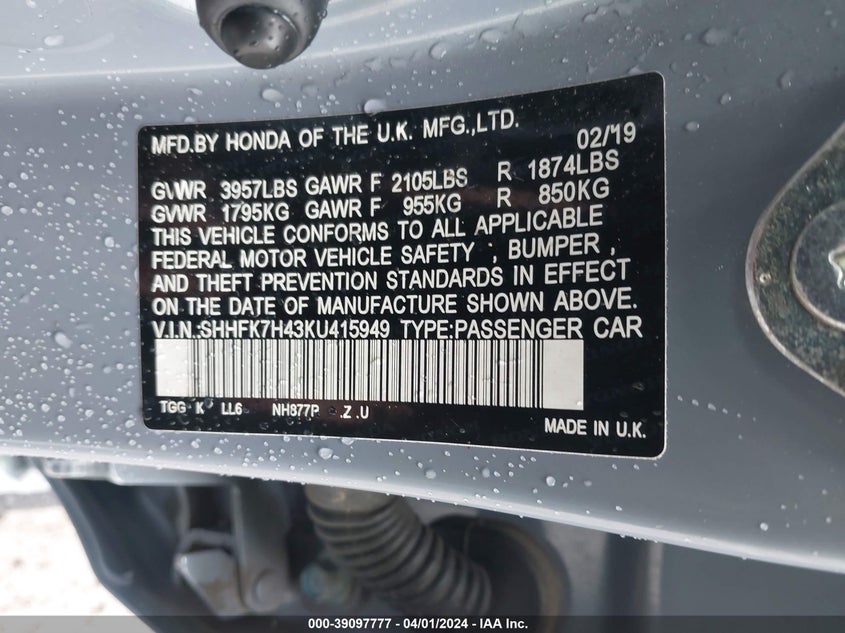 MFD.BY HONDA OF THE U.K. MFG.,LTD. 02/'19
GVWR 3957LBS GAWR F 2105LBS R 1874LBS
GVWR 1795KG GAWR F 955KG R 850KG
THIS VEHICLE CONFORMS TO ALL APPLICABLE
FEDERAL MOTOR VEHICLE SAFETY , BUMPER ,
AND THEFT PREVENTION STANDARDS IN EFFECT
ON THE DATE OF MANUFACTURE SHOWN ABOVE.
V.I.N.:SHHFK7H43KU415949 TYPE:PASSENGER CAR
TGG K LL6 NH877P .Z .U
MADE IN U.K.
000-39097777 / 04/01/2024 / IAA Inc.